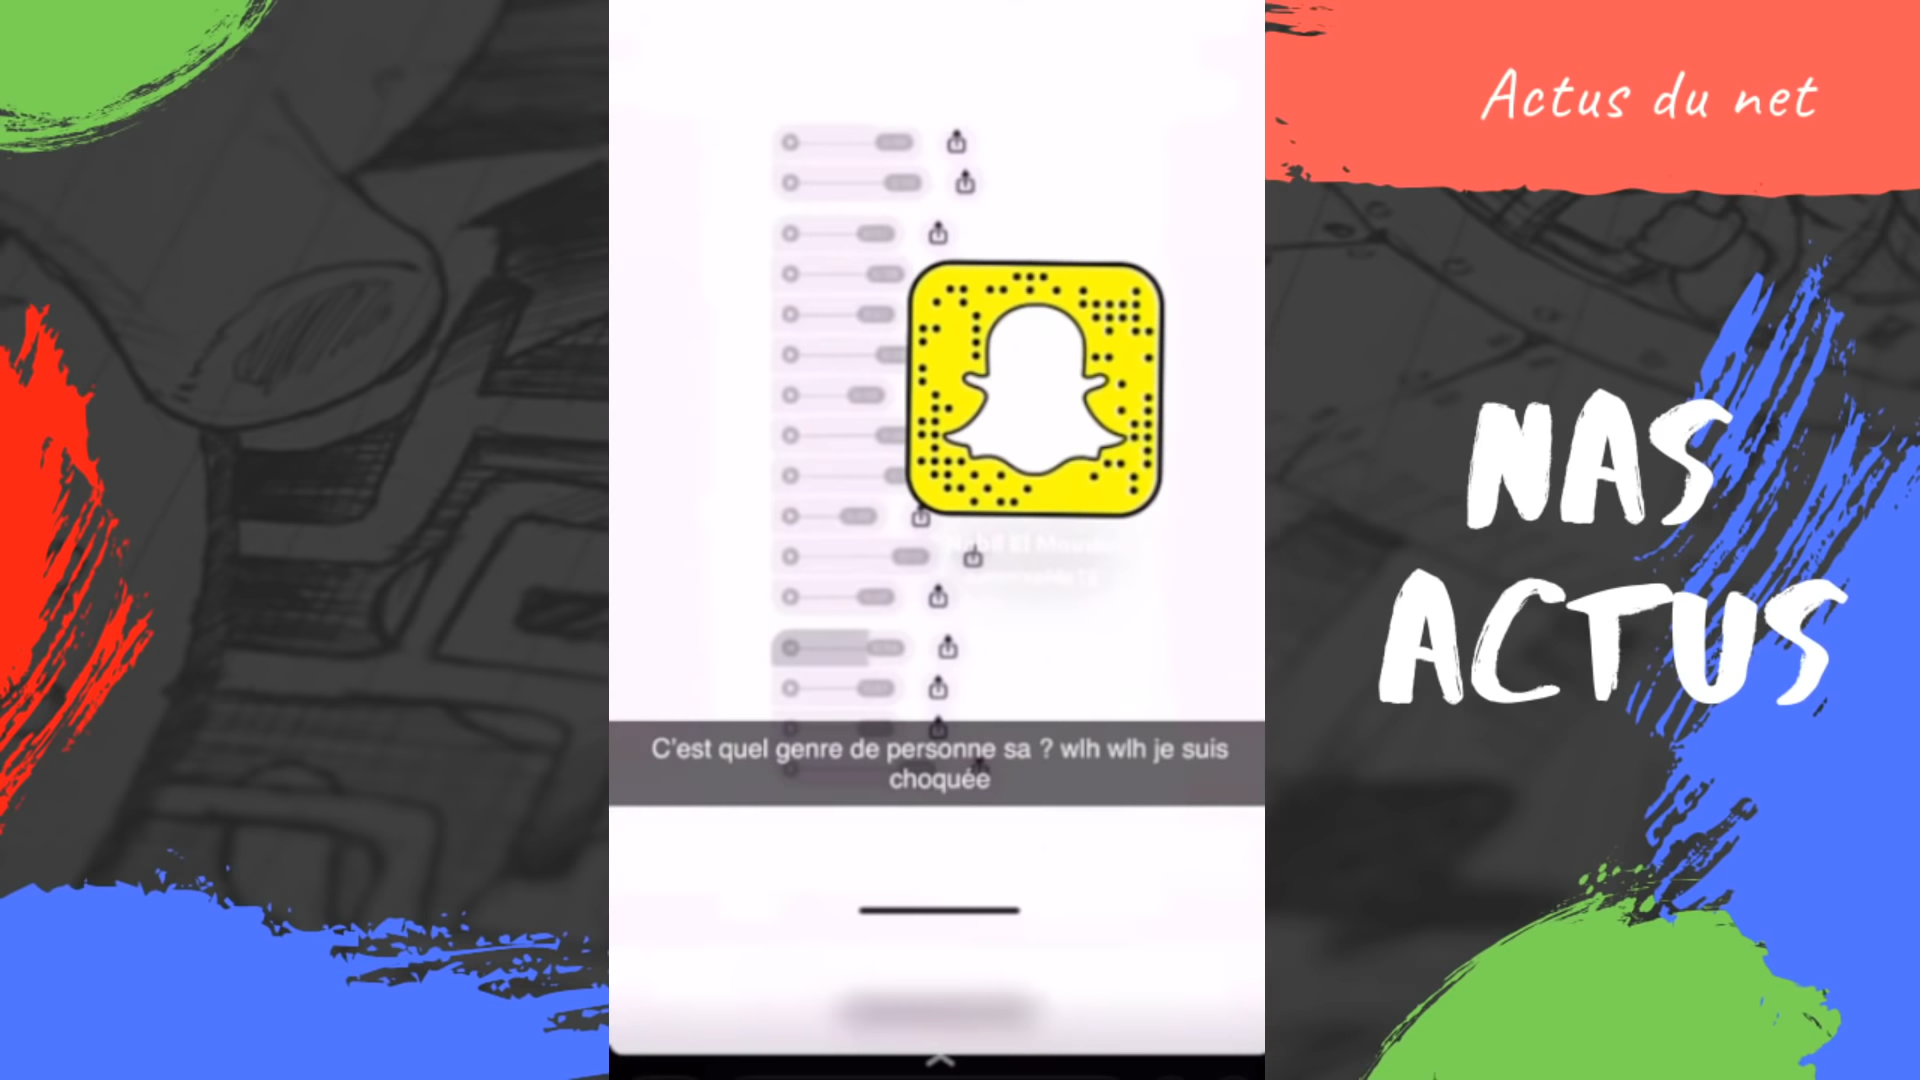 Actus du net
C'est quel genre de personne sa ? wlh wlh je suis
choquée
NAS
ACTUS